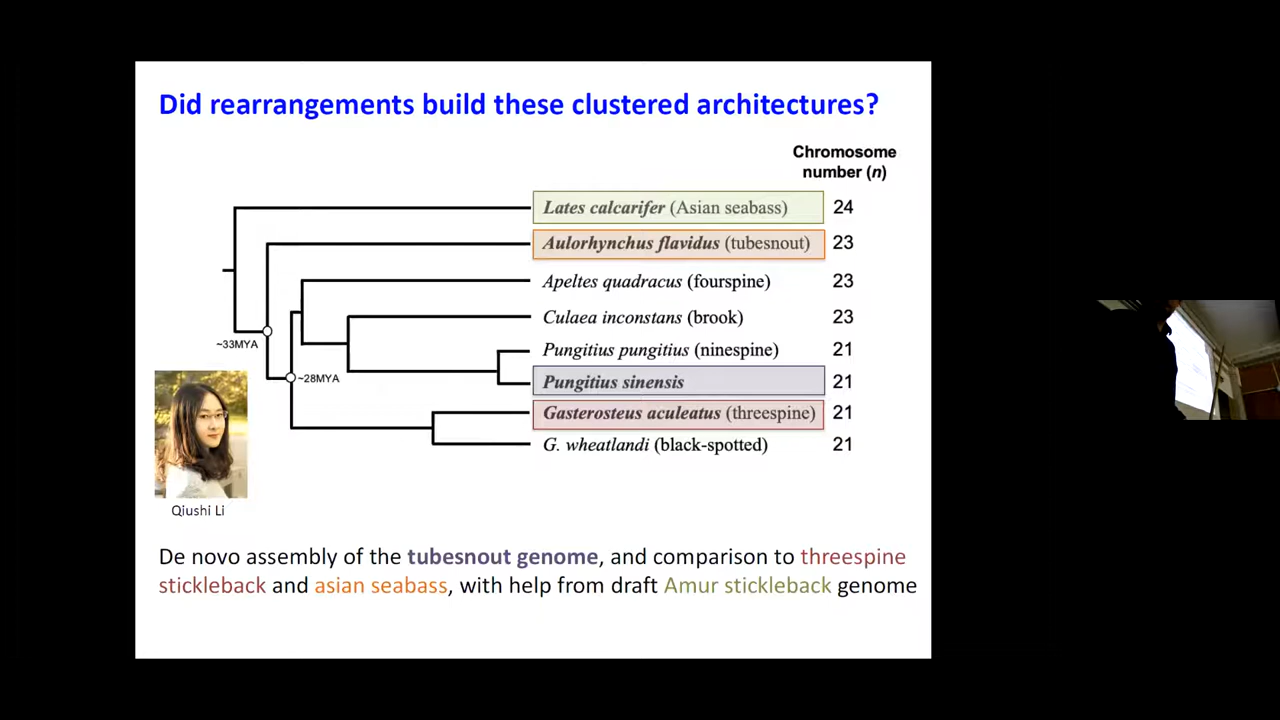 Did rearrangements build these clustered architectures?
Chromosome
number (n)
Lates calcarifer (Asian seabass) 24
Aulorhynchus flavidus (tubesnout) 23
Apeltes quadracus (fourspine) 23
Culaea inconstans (brook) 23
~33MYA
Pungitius pungitius (ninespine) 21
~28MYA
Pungitius sinensis 21
Gasterosteus aculeatus (threespine) 21
G. wheatlandi (black-spotted) 21
Qiushi Li
De novo assembly of the tubesnout genome, and comparison to threespine
stickleback and asian seabass, with help from draft Amur stickleback genome